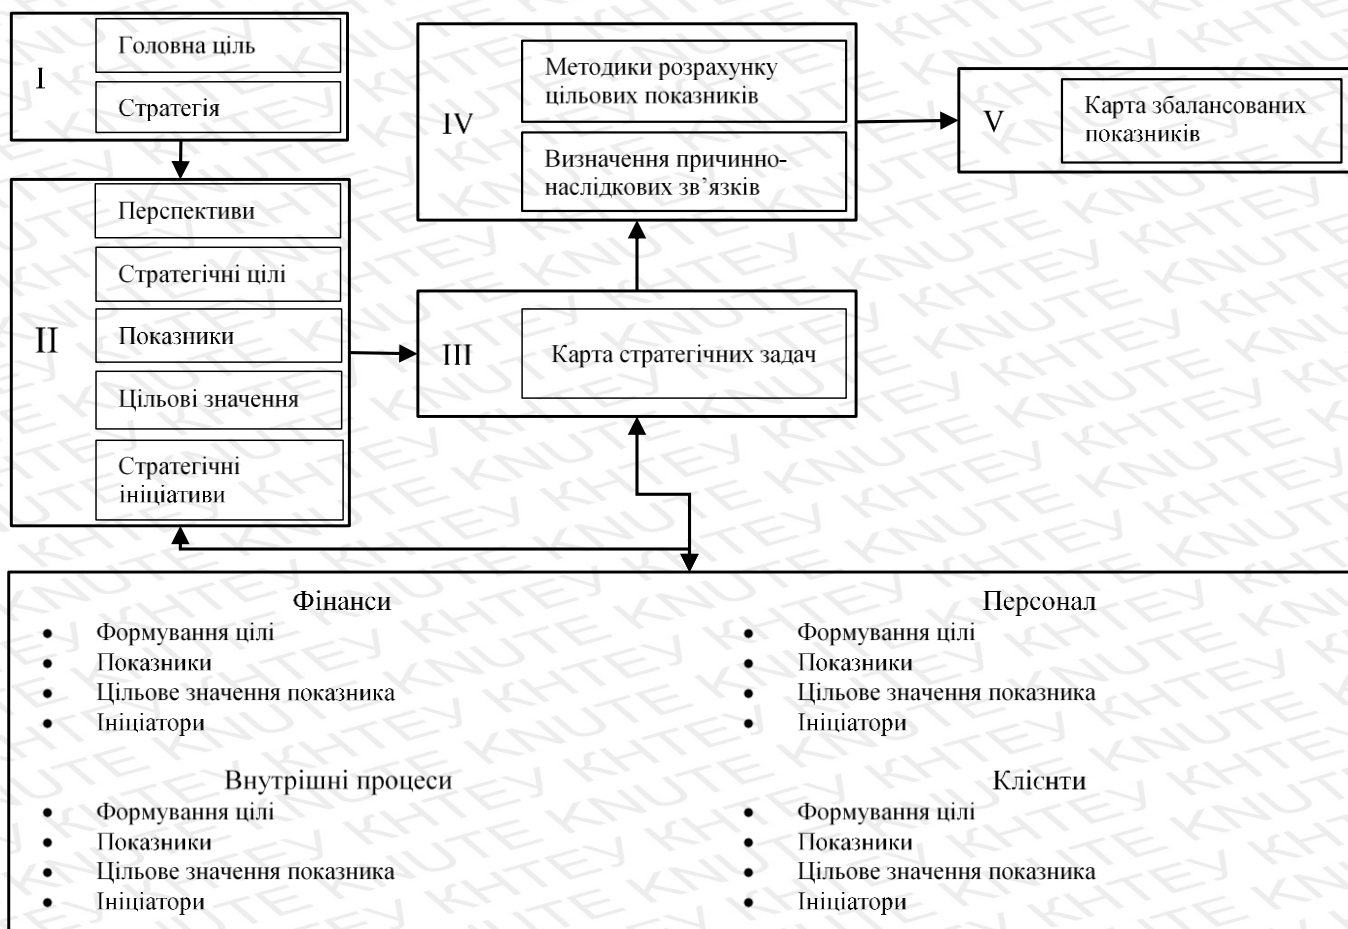 I
Головна ціль
Стратегія
II
Перспективи
Стратегічні цілі
Показники
Цільові значення
Стратегічні
ініціативи
III
Карта стратегічних задач
IV
Методики розрахунку
цільових показників
Визначення причинно-
наслідкових зв’язків
V
Карта збалансованих
показників
Фінанси
• Формування цілі
• Показники
• Цільове значення показника
• Ініціатори
Персонал
• Формування цілі
• Показники
• Цільове значення показника
• Ініціатори
Внутрішні процеси
• Формування цілі
• Показники
• Цільове значення показника
• Ініціатори
Клієнти
• Формування цілі
• Показники
• Цільове значення показника
• Ініціатори
KNUTE KHTEУ